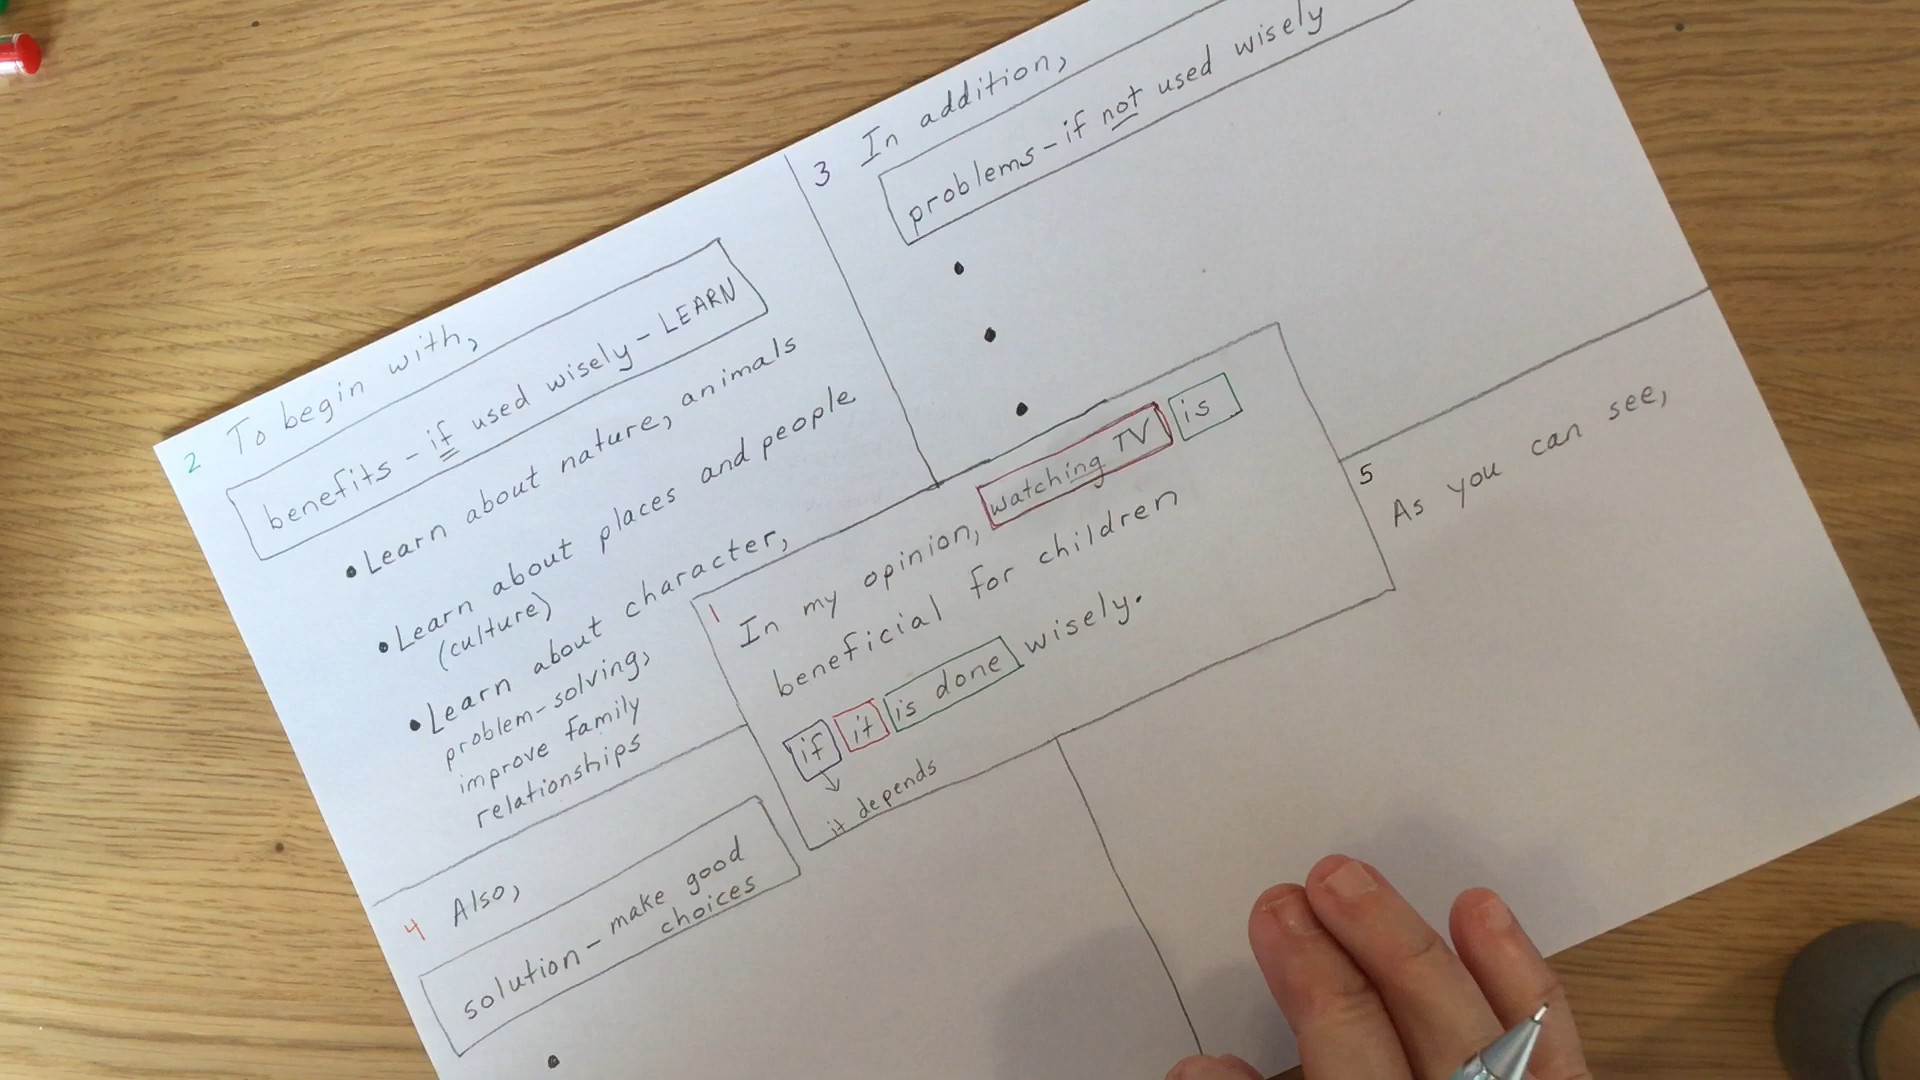 1
In my opinion, watching TV is
beneficial for children
if it is done wisely.
it depends
2 To begin with,
benefits - if used wisely - LEARN
• Learn about nature, animals
• Learn about places and people
(culture)
• Learn about character,
problem-solving,
improve family
relationships
3 In addition,
problems - if not used wisely
•
•
•
4 Also,
solution - make good
choices
•
5
As you can see,